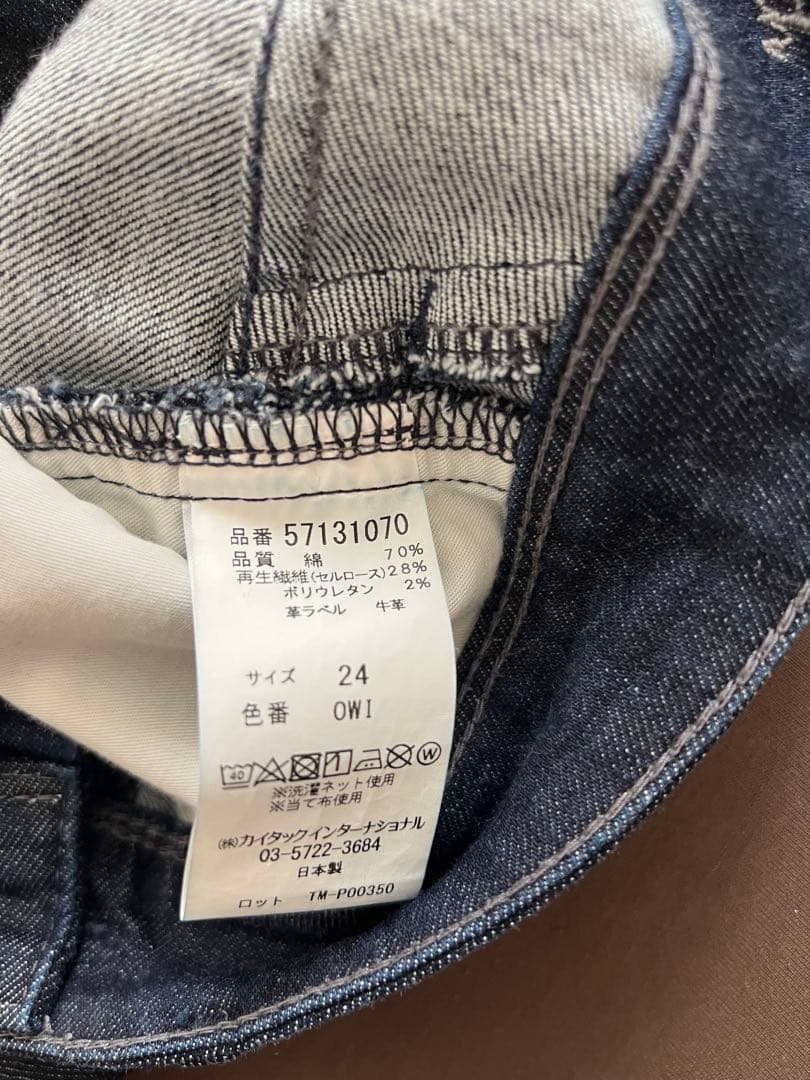 品番 57131070
品質 綿 70%
再生繊維(セルロース)28%
ポリウレタン 2%
革ラベル 牛革
サイズ 24
色番 OWI
40 W
※洗濯ネット使用
※当て布使用
(株)カイタックインターナショナル
03-5722-3684
日本製
ロット TM-P00350